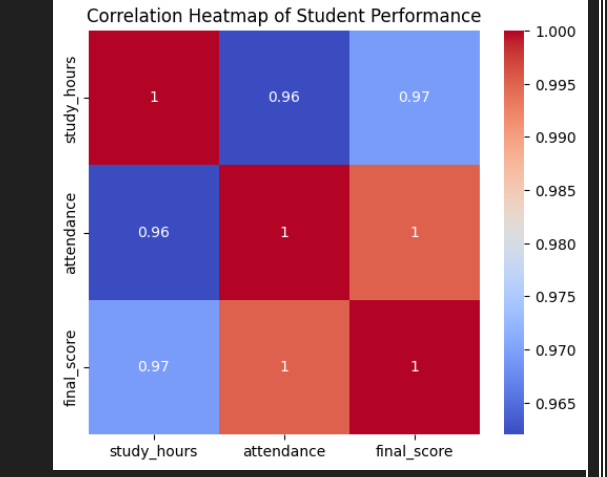 Correlation Heatmap of Student Performance
study_hours 1 0.96 0.97
attendance 0.96 1 1
final_score 0.97 1 1
study_hours attendance final_score
1.000
0.995
0.990
0.985
0.980
0.975
0.970
0.965